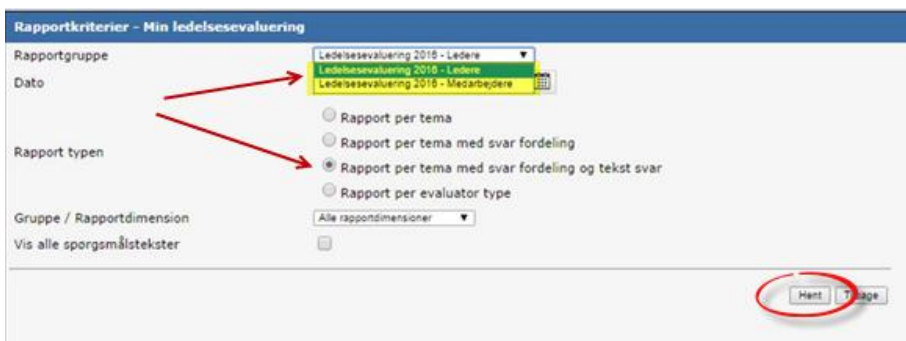 Rapportkriterier - Min ledelsesevaluering
Rapportgruppe
Ledelsesevaluering 2016 - Ledere
Ledelsesevaluering 2016 - Ledere
Ledelsesevaluering 2016 - Medarbejdere
Dato
Rapport typen
Rapport per tema
Rapport per tema med svar fordeling
Rapport per tema med svar fordeling og tekst svar
Rapport per evaluator type
Gruppe / Rapportdimension
Alle rapportdimensioner
Vis alle spørgsmålstekster
Hent